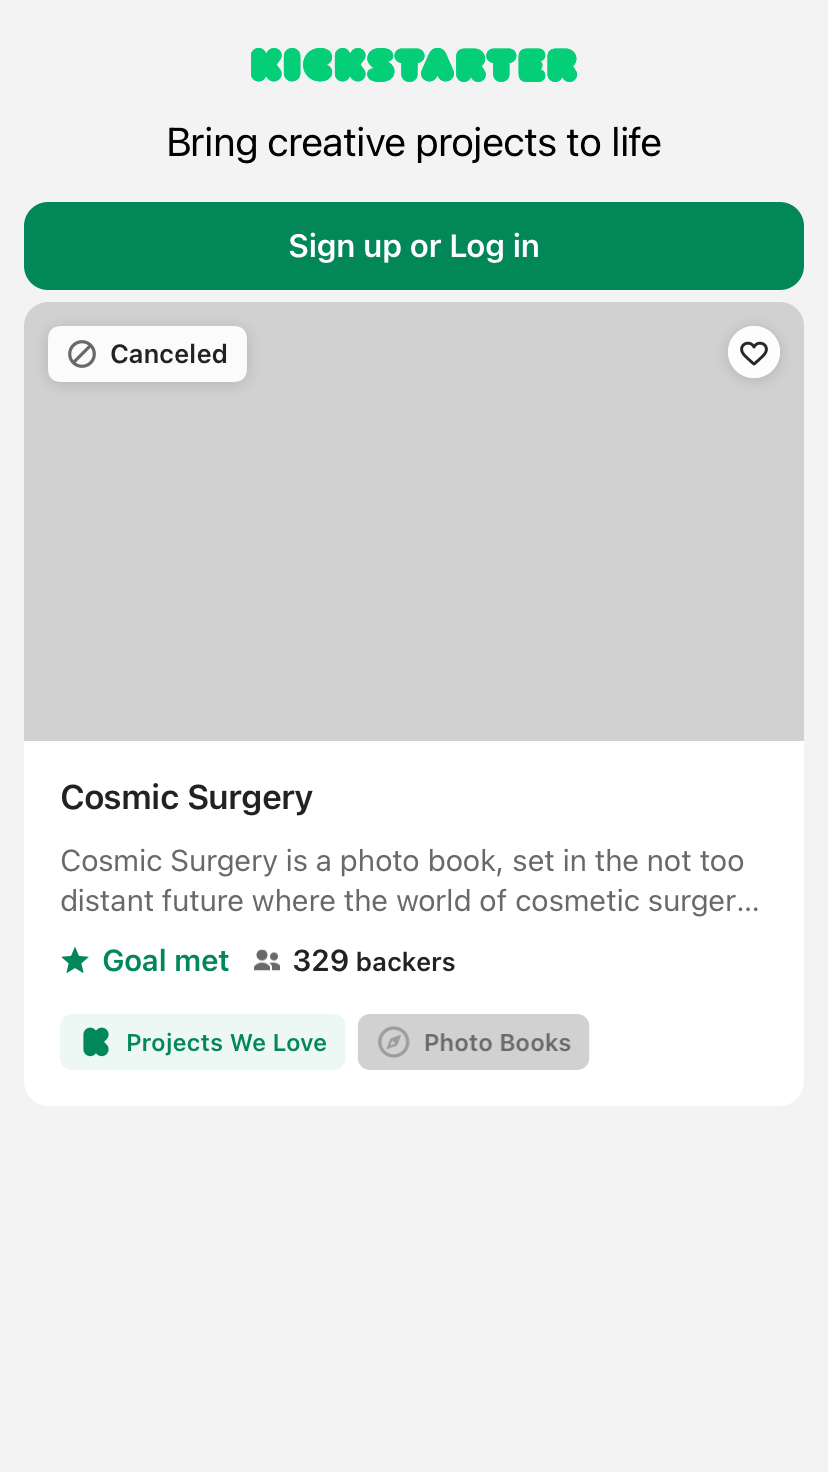 KICKSTARTER
Bring creative projects to life
Sign up or Log in
Canceled
Cosmic Surgery
Cosmic Surgery is a photo book, set in the not too
distant future where the world of cosmetic surger...
Goal met 329 backers
Projects We Love Photo Books